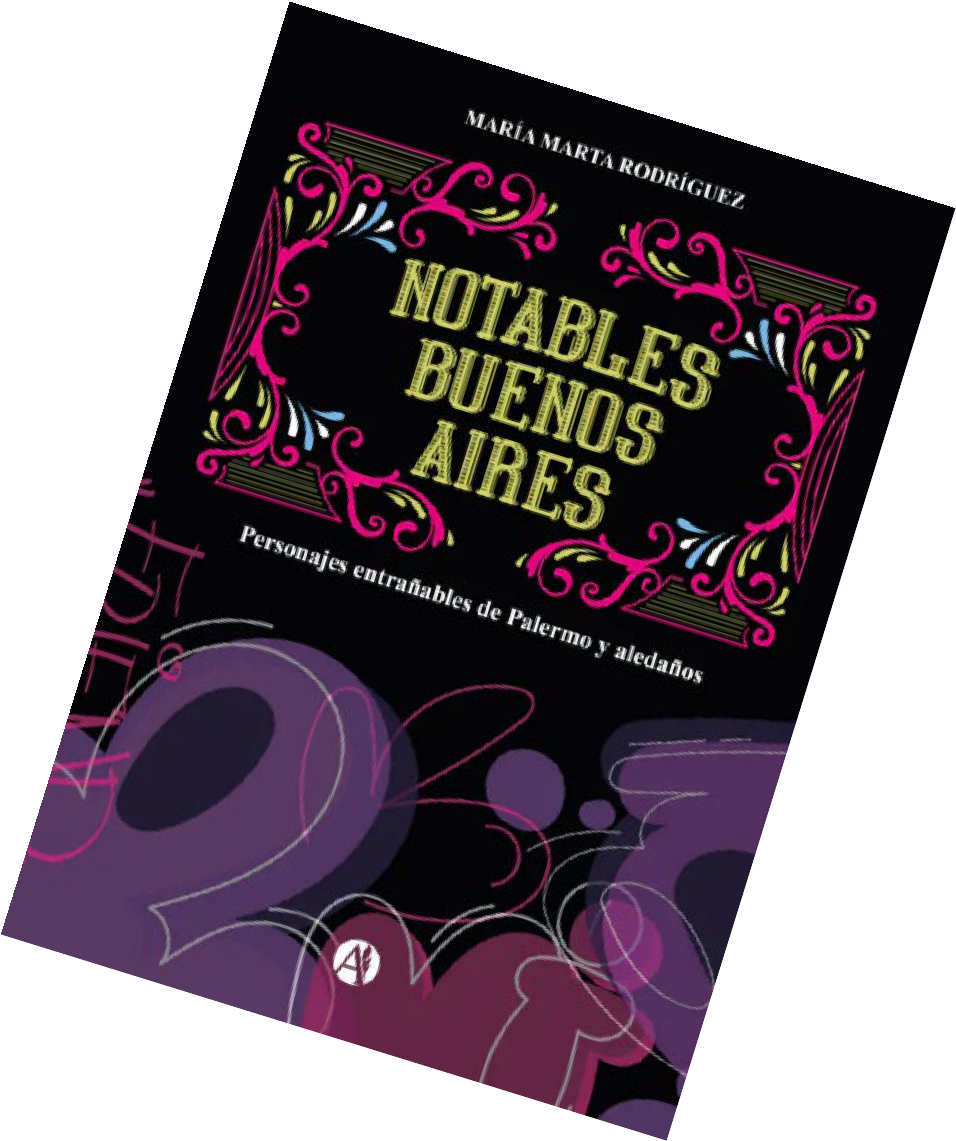 MARÍA MARTA RODRÍGUEZ
NOTABLES
BUENOS
AIRES
Personajes entrañables de Palermo y aledaños